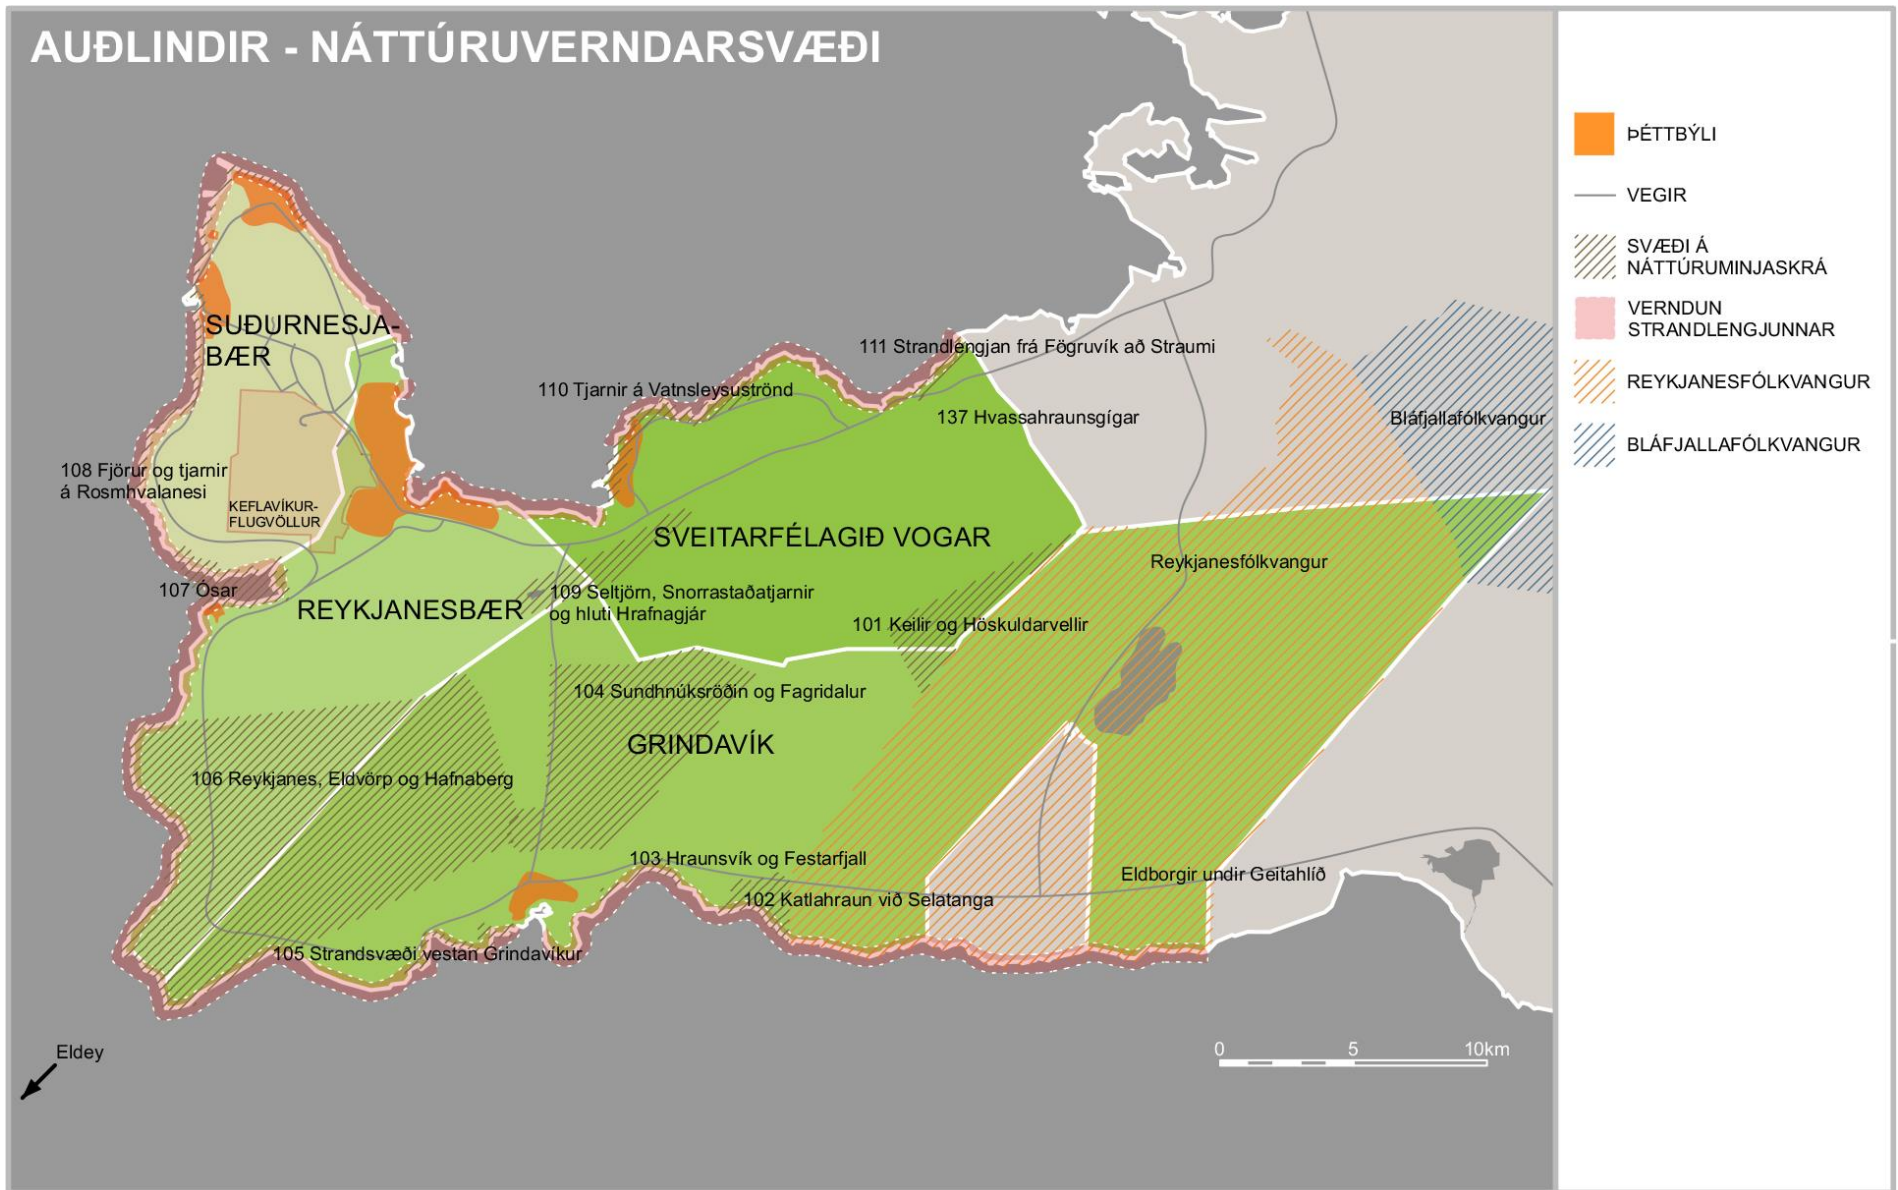 AUÐLINDIR - NÁTTÚRUVERNDARSVÆÐI
ÞÉTTBÝLI
VEGIR
SVÆÐI Á
NÁTTÚRUMINJASKRÁ
VERNDUN
STRANDLENGJUNNAR
REYKJANESFÓLKVANGUR
BLÁFJALLAFÓLKVANGUR
SUÐURNESJA-
BÆR
111 Strandlengjan frá Fögruvík að Straumi
110 Tjarnir á Vatnsleysuströnd
137 Hvassahraunsgígar
Bláfjallafólkvangur
108 Fjörur og tjarnir
á Rosmhvalanesi
KEFLAVÍKUR-
FLUGVÖLLUR
SVEITARFÉLAGIÐ VOGAR
Reykjanesfólkvangur
107 Ósar
REYKJANESBÆR
109 Seltjörn, Snorrastaðatjarnir
og hluti Hrafnagjár
101 Keilir og Höskuldarvellir
104 Sundhnúksröðin og Fagridalur
GRINDAVÍK
106 Reykjanes, Eldvörp og Hafnaberg
103 Hraunsvík og Festarfjall
Eldborgir undir Geitahlíð
102 Katlahraun við Selatanga
105 Strandsvæði vestan Grindavíkur
Eldey
0 5 10km